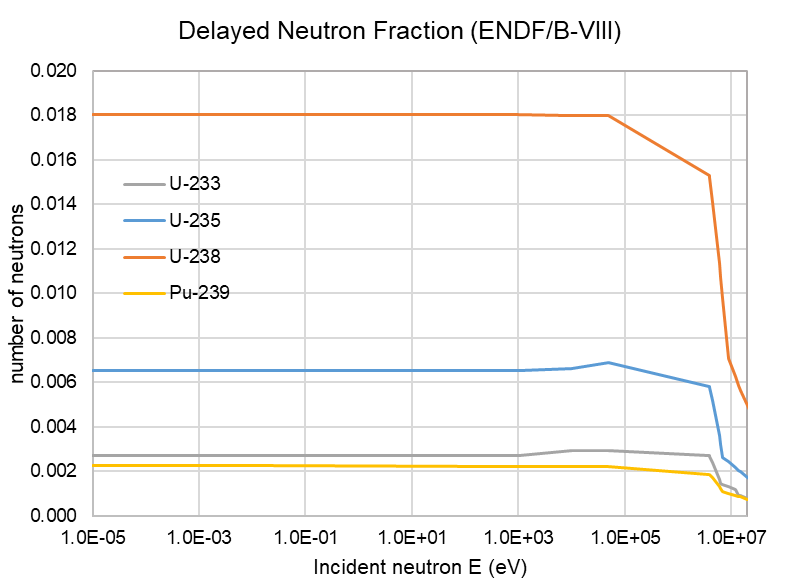 Delayed Neutron Fraction (ENDF/B-VIII)
0.020
0.018
0.016
0.014
0.012
0.010
0.008
0.006
0.004
0.002
0.000
number of neutrons
U-233
U-235
U-238
Pu-239
1.0E-05 1.0E-03 1.0E-01 1.0E+01 1.0E+03 1.0E+05 1.0E+07
Incident neutron E (eV)